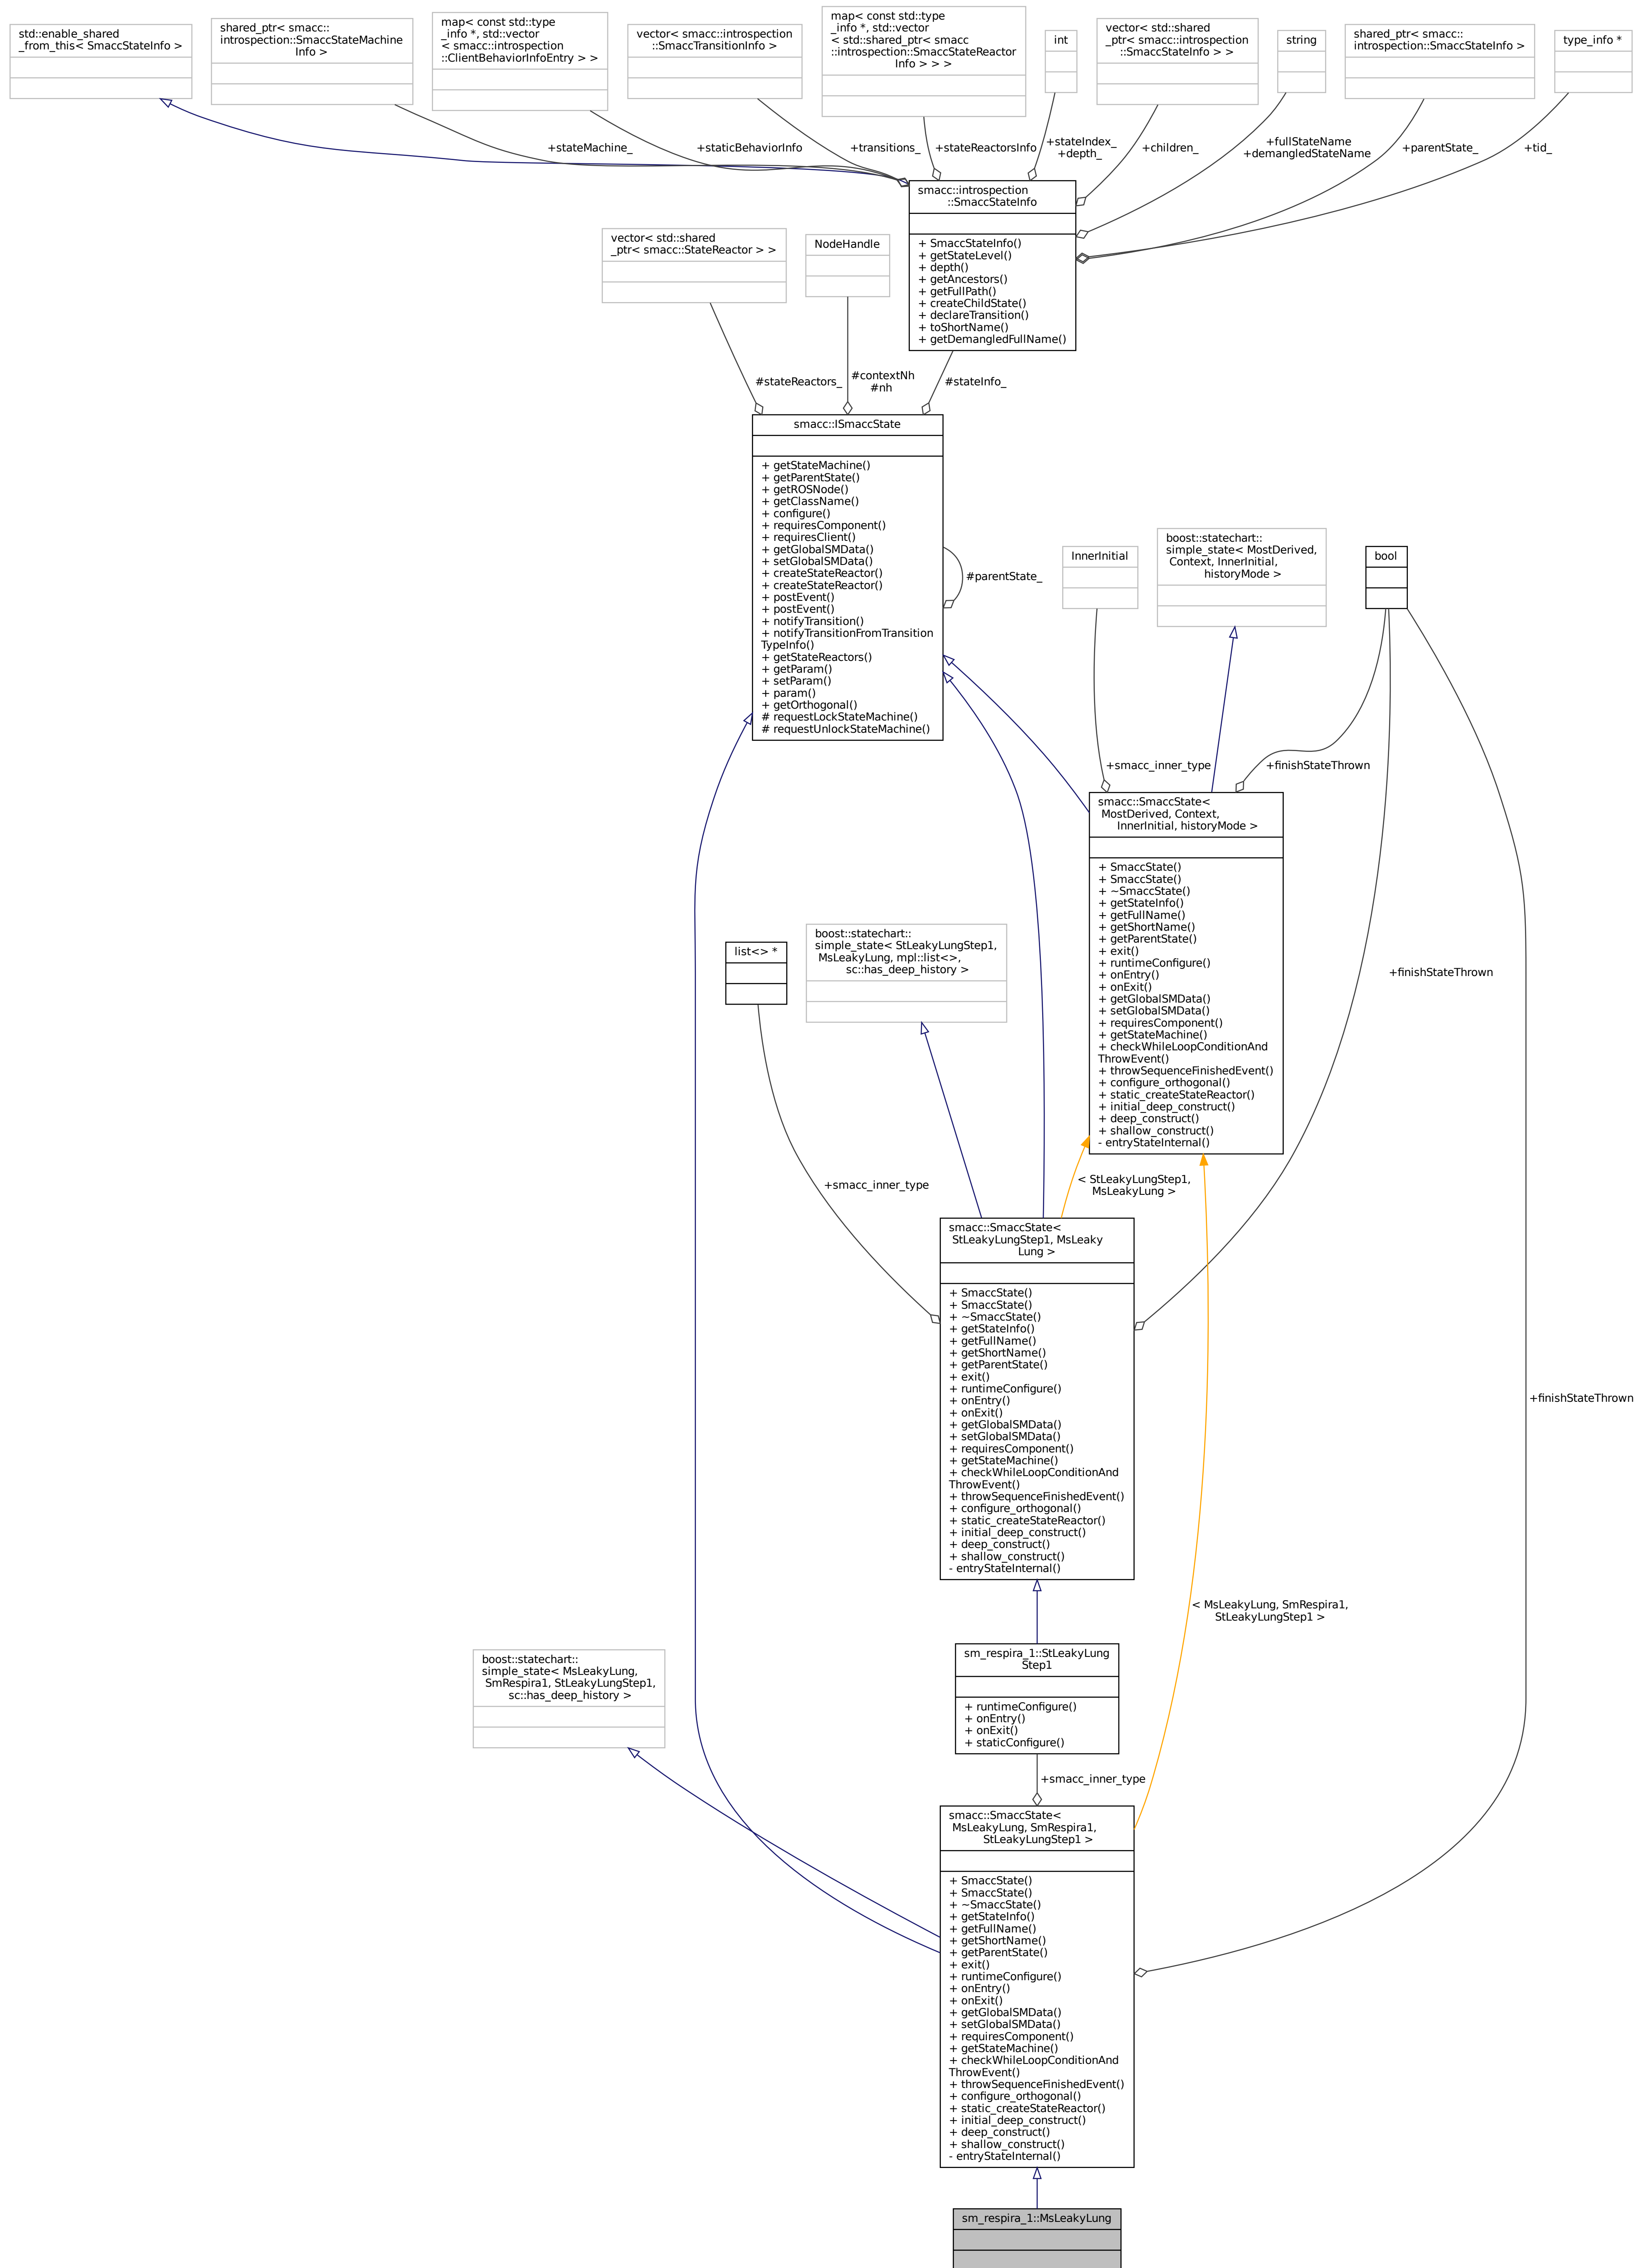 std::enable_shared
_from_this< SmaccStateInfo >
shared_ptr< smacc::
introspection::SmaccStateMachine
Info >
map< const std::type
_info *, std::vector
< smacc::introspection
::ClientBehaviorInfoEntry > >
vector< smacc::introspection
::SmaccTransitionInfo >
map< const std::type
_info *, std::vector
< std::shared_ptr< smacc
::introspection::SmaccStateReactor
Info > > >
int
vector< std::shared
_ptr< smacc::introspection
::SmaccStateInfo > >
string
shared_ptr< smacc::
introspection::SmaccStateInfo >
type_info *
+stateMachine_
+staticBehaviorInfo
+transitions_
+stateReactorsInfo
+stateIndex_
+depth_
+children_
+fullStateName
+demangledStateName
+parentState_
+tid_
smacc::introspection
::SmaccStateInfo
+ SmaccStateInfo()
+ getStateLevel()
+ depth()
+ getAncestors()
+ getFullPath()
+ createChildState()
+ declareTransition()
+ toShortName()
+ getDemangledFullName()
vector< std::shared
_ptr< smacc::StateReactor > >
NodeHandle
#stateReactors_
#contextNh
#nh
#stateInfo_
smacc::ISmaccState
+ getStateMachine()
+ getParentState()
+ getROSNode()
+ getClassName()
+ configure()
+ requiresComponent()
+ requiresClient()
+ getGlobalSMData()
+ setGlobalSMData()
+ createStateReactor()
+ createStateReactor()
+ postEvent()
+ postEvent()
+ notifyTransition()
+ notifyTransitionFromTransition
TypeInfo()
+ getStateReactors()
+ getParam()
+ setParam()
+ param()
+ getOrthogonal()
# requestLockStateMachine()
# requestUnlockStateMachine()
#parentState_
InnerInitial
boost::statechart::
simple_state< MostDerived,
Context, InnerInitial,
historyMode >
bool
+smacc_inner_type
+finishStateThrown
smacc::SmaccState<
MostDerived, Context,
InnerInitial, historyMode >
+ SmaccState()
+ SmaccState()
+ ~SmaccState()
+ getStateInfo()
+ getFullName()
+ getShortName()
+ getParentState()
+ exit()
+ runtimeConfigure()
+ onEntry()
+ onExit()
+ getGlobalSMData()
+ setGlobalSMData()
+ requiresComponent()
+ getStateMachine()
+ checkWhileLoopConditionAnd
ThrowEvent()
+ throwSequenceFinishedEvent()
+ configure_orthogonal()
+ static_createStateReactor()
+ initial_deep_construct()
+ deep_construct()
+ shallow_construct()
- entryStateInternal()
list<> *
boost::statechart::
simple_state< StLeakyLungStep1,
MsLeakyLung, mpl::list<>,
sc::has_deep_history >
+finishStateThrown
+smacc_inner_type
< StLeakyLungStep1,
MsLeakyLung >
smacc::SmaccState<
StLeakyLungStep1, MsLeaky
Lung >
+ SmaccState()
+ SmaccState()
+ ~SmaccState()
+ getStateInfo()
+ getFullName()
+ getShortName()
+ getParentState()
+ exit()
+ runtimeConfigure()
+ onEntry()
+ onExit()
+ getGlobalSMData()
+ setGlobalSMData()
+ requiresComponent()
+ getStateMachine()
+ checkWhileLoopConditionAnd
ThrowEvent()
+ throwSequenceFinishedEvent()
+ configure_orthogonal()
+ static_createStateReactor()
+ initial_deep_construct()
+ deep_construct()
+ shallow_construct()
- entryStateInternal()
+finishStateThrown
< MsLeakyLung, SmRespira1,
StLeakyLungStep1 >
boost::statechart::
simple_state< MsLeakyLung,
SmRespira1, StLeakyLungStep1,
sc::has_deep_history >
sm_respira_1::StLeakyLung
Step1
+ runtimeConfigure()
+ onEntry()
+ onExit()
+ staticConfigure()
+smacc_inner_type
smacc::SmaccState<
MsLeakyLung, SmRespira1,
StLeakyLungStep1 >
+ SmaccState()
+ SmaccState()
+ ~SmaccState()
+ getStateInfo()
+ getFullName()
+ getShortName()
+ getParentState()
+ exit()
+ runtimeConfigure()
+ onEntry()
+ onExit()
+ getGlobalSMData()
+ setGlobalSMData()
+ requiresComponent()
+ getStateMachine()
+ checkWhileLoopConditionAnd
ThrowEvent()
+ throwSequenceFinishedEvent()
+ configure_orthogonal()
+ static_createStateReactor()
+ initial_deep_construct()
+ deep_construct()
+ shallow_construct()
- entryStateInternal()
sm_respira_1::MsLeakyLung